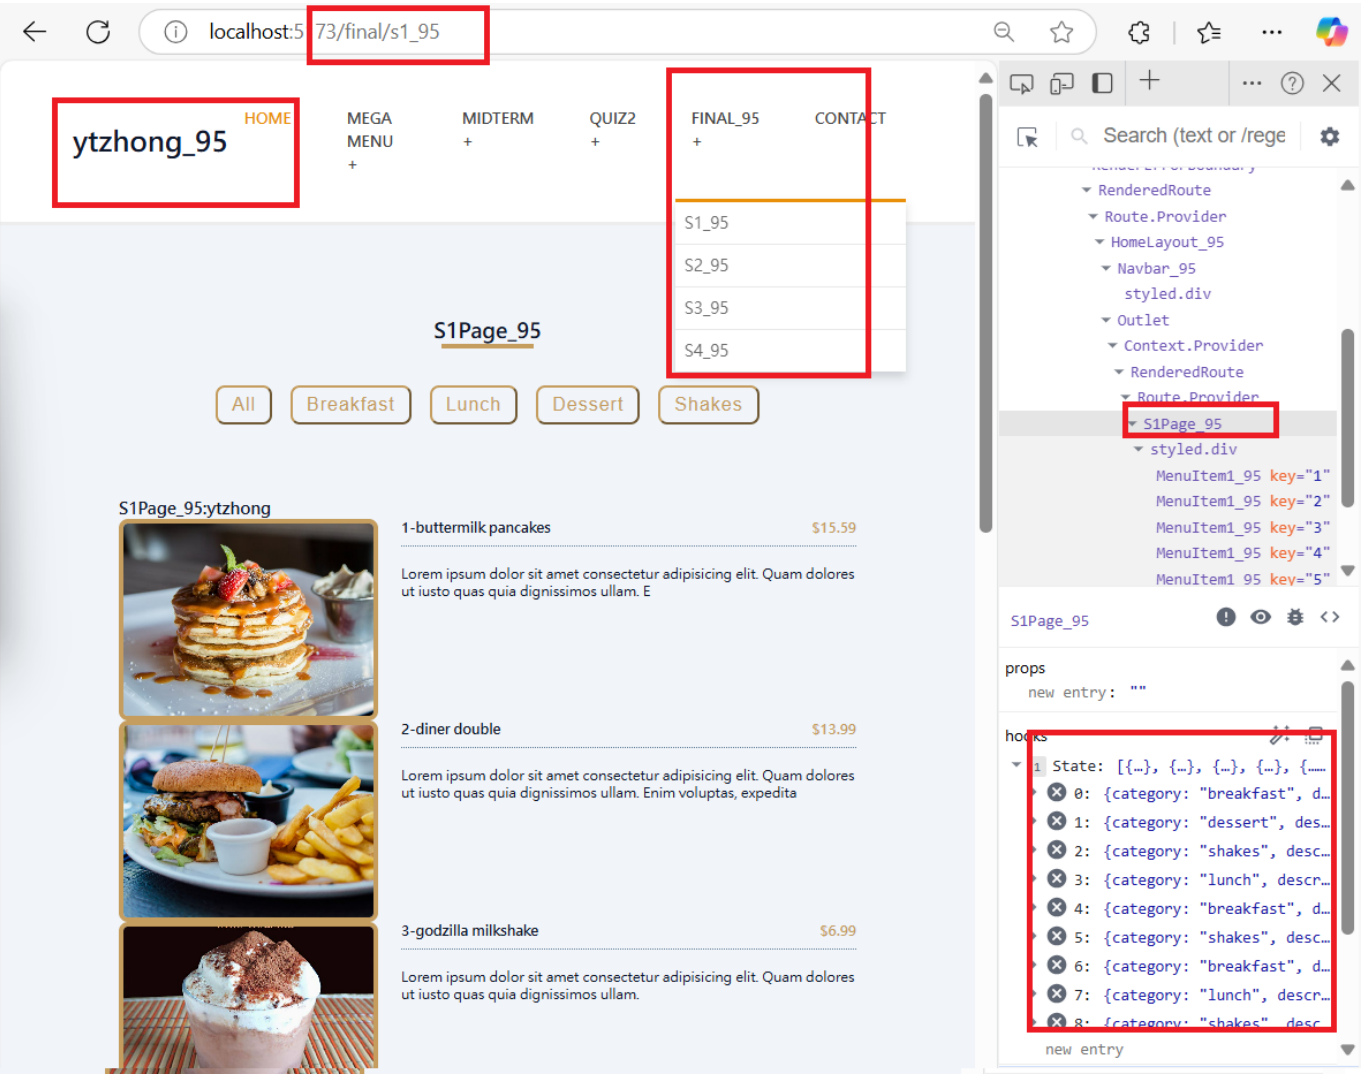 localhost:5 73/final/s1_95
ytzhong_95
HOME
MEGA
MENU
+
MIDTERM
+
QUIZ2
+
FINAL_95
+
CONTACT
S1_95
S2_95
S3_95
S4_95
S1Page_95
All
Breakfast
Lunch
Dessert
Shakes
S1Page_95:ytzhong
1-buttermilk pancakes
$15.59
Lorem ipsum dolor sit amet consectetur adipisicing elit. Quam dolores
ut iusto quas quia dignissimos ullam. E
2-diner double
$13.99
Lorem ipsum dolor sit amet consectetur adipisicing elit. Quam dolores
ut iusto quas quia dignissimos ullam. Enim voluptas, expedita
3-godzilla milkshake
$6.99
Lorem ipsum dolor sit amet consectetur adipisicing elit. Quam dolores
ut iusto quas quia dignissimos ullam.
Search (text or /rege
RenderedRoute
Route.Provider
HomeLayout_95
Navbar_95
styled.div
Outlet
Context.Provider
RenderedRoute
Route.Provider
S1Page_95
styled.div
MenuItem1_95 key="1"
MenuItem1_95 key="2"
MenuItem1_95 key="3"
MenuItem1_95 key="4"
MenuItem1_95 key="5"
S1Page_95
props
new entry: ""
hooks
1 State: [{…}, {…}, {…}, {…}, {……
0: {category: "breakfast", d…
1: {category: "dessert", des…
2: {category: "shakes", desc…
3: {category: "lunch", descr…
4: {category: "breakfast", d…
5: {category: "shakes", desc…
6: {category: "breakfast", d…
7: {category: "lunch", descr…
8: {category: "shakes", desc
new entry